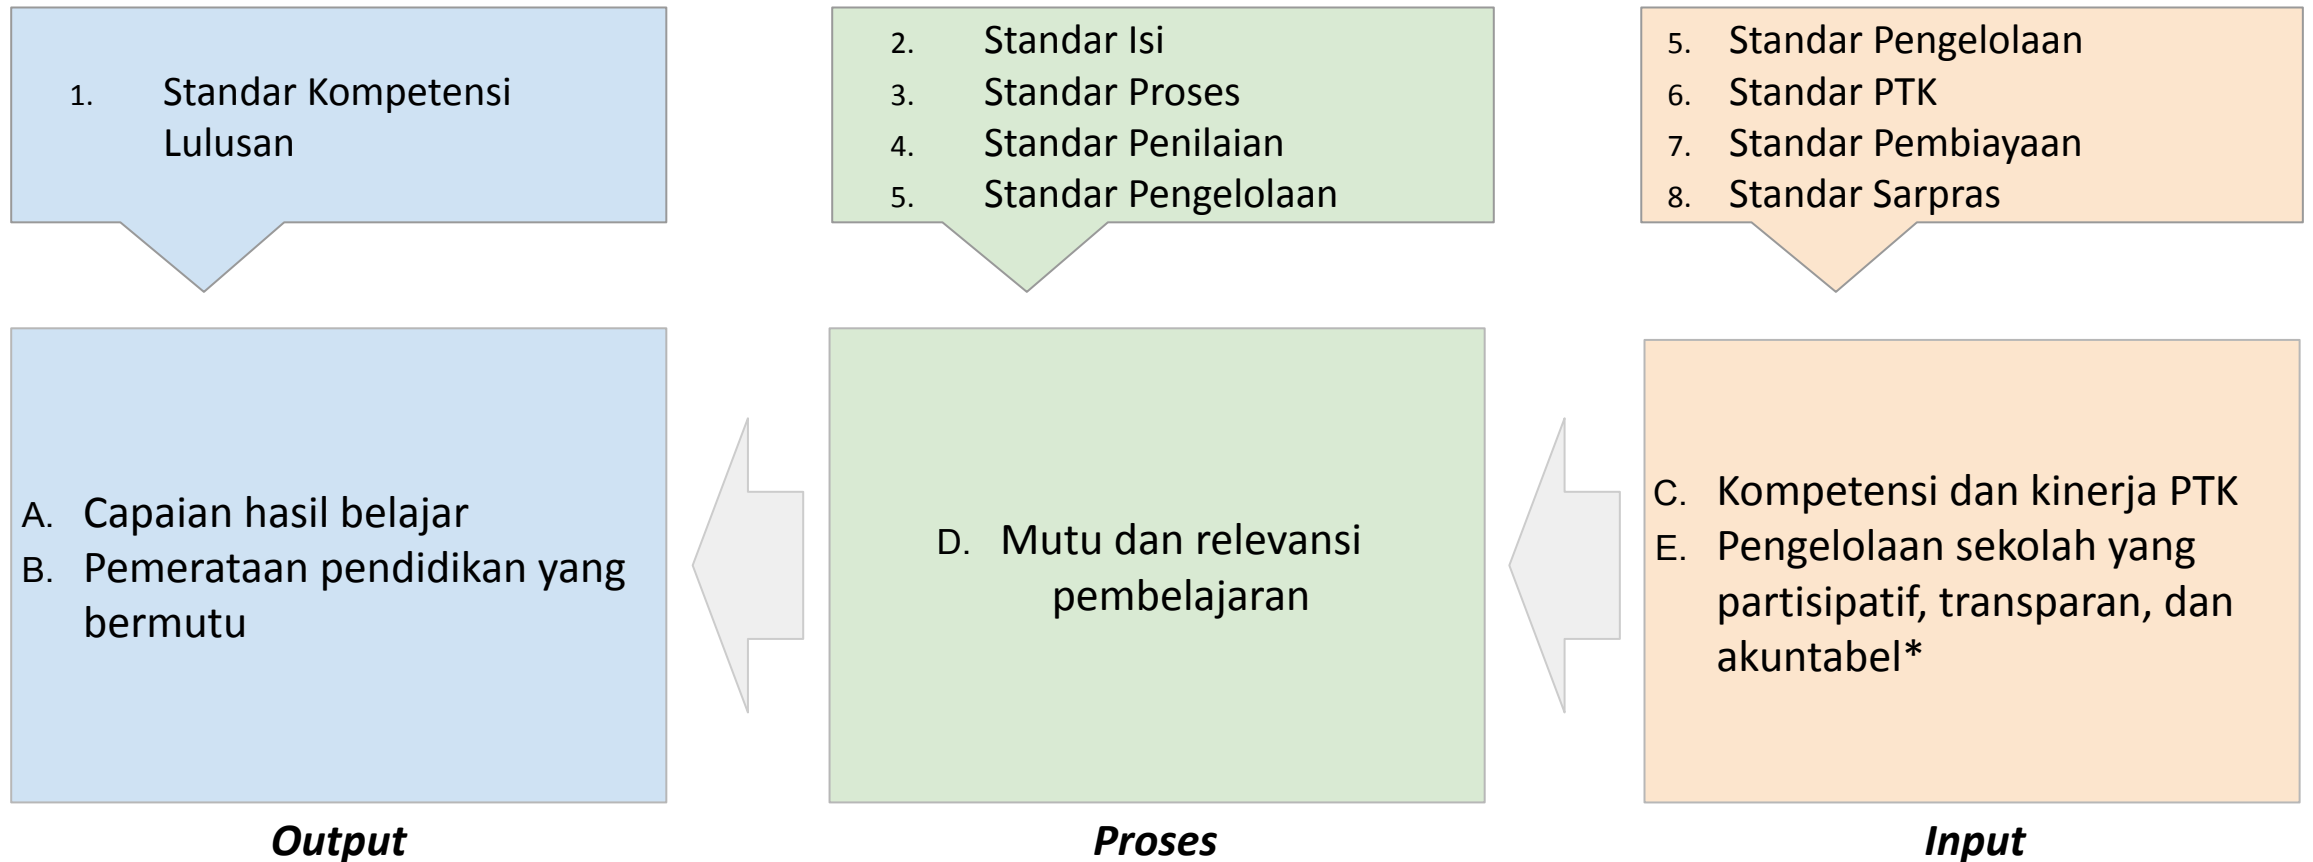 1. Standar Kompetensi
Lulusan
2. Standar Isi
3. Standar Proses
4. Standar Penilaian
5. Standar Pengelolaan
5. Standar Pengelolaan
6. Standar PTK
7. Standar Pembiayaan
8. Standar Sarpras
A. Capaian hasil belajar
B. Pemerataan pendidikan yang
bermutu
D. Mutu dan relevansi
pembelajaran
C. Kompetensi dan kinerja PTK
E. Pengelolaan sekolah yang
partisipatif, transparan, dan
akuntabel*
Output
Proses
Input